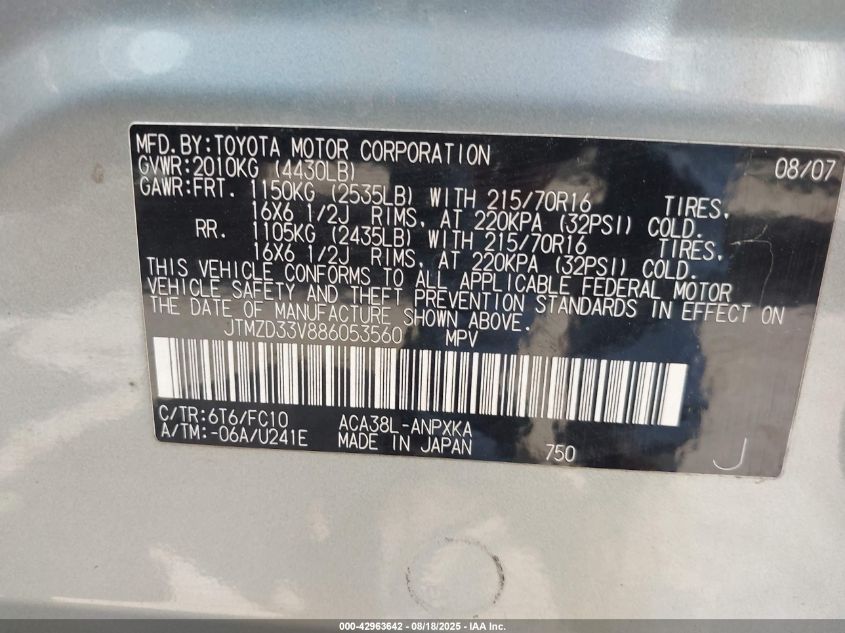 MFD.BY:TOYOTA MOTOR CORPORATION 08/07
GVWR:2010KG (4430LB)
GAWR:FRT. 1150KG (2535LB) WITH 215/70R16 TIRES,
16X6 1/2J RIMS, AT 220KPA (32PSI) COLD.
RR. 1105KG (2435LB) WITH 215/70R16 TIRES,
16X6 1/2J RIMS, AT 220KPA (32PSI) COLD.
THIS VEHICLE CONFORMS TO ALL APPLICABLE FEDERAL MOTOR
VEHICLE SAFETY AND THEFT PREVENTION STANDARDS IN EFFECT ON
THE DATE OF MANUFACTURE SHOWN ABOVE.
JTMZD33V886053560 MPV
C/TR:6T6/FC10 ACA38L-ANPXKA
A/TM:-06A/U241E MADE IN JAPAN 750
J
000-42963642 - 08/18/2025 - IAA Inc.